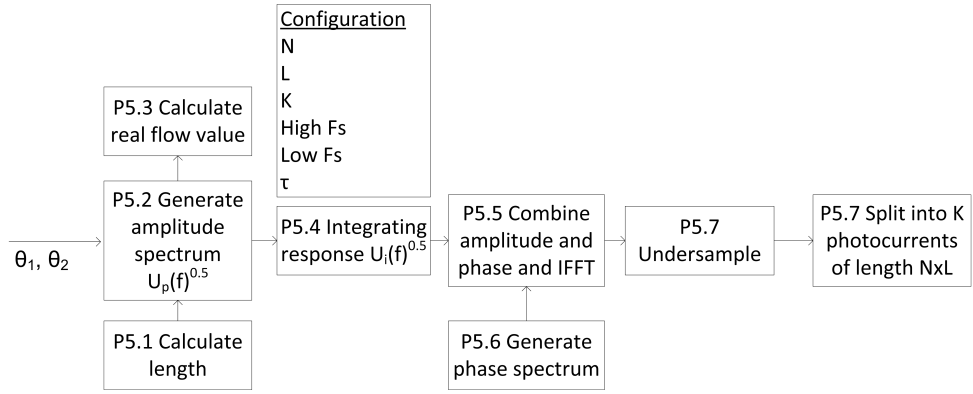 Configuration
N
L
K
High Fs
Low Fs
τ
P5.3 Calculate
real flow value
P5.2 Generate
amplitude
spectrum
Up(f)0.5
θ1, θ2
P5.4 Integrating
response Ui(f)0.5
P5.5 Combine
amplitude and
phase and IFFT
P5.7
Undersample
P5.7 Split into K
photocurrents
of length NxL
P5.1 Calculate
length
P5.6 Generate
phase spectrum